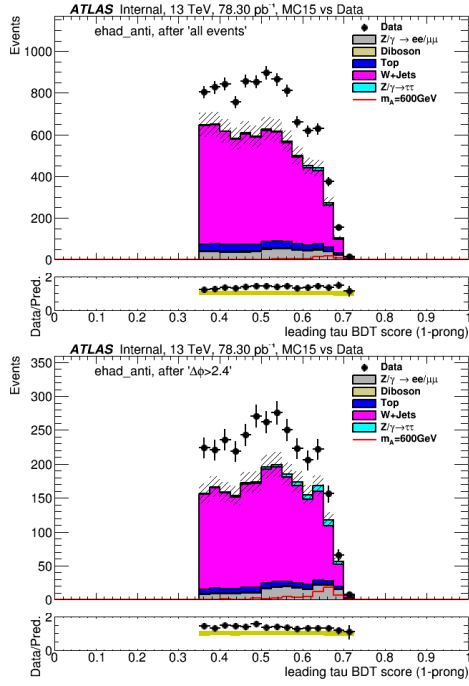 ATLAS Internal, 13 TeV, 78.30 pb⁻¹, MC15 vs Data
Events
ehad_anti, after 'all events'
Data
Z/γ → ee/μμ
Diboson
Top
W+Jets
Z/γ→ττ
m_A=600GeV
1000
800
600
400
200
0
Data/Pred.
2
0
0 0.1 0.2 0.3 0.4 0.5 0.6 0.7 0.8 0.9 1
leading tau BDT score (1-prong)
ATLAS Internal, 13 TeV, 78.30 pb⁻¹, MC15 vs Data
Events
ehad_anti, after 'Δϕ>2.4'
Data
Z/γ → ee/μμ
Diboson
Top
W+Jets
Z/γ→ττ
m_A=600GeV
350
300
250
200
150
100
50
0
Data/Pred.
2
0
0 0.1 0.2 0.3 0.4 0.5 0.6 0.7 0.8 0.9 1
leading tau BDT score (1-prong)